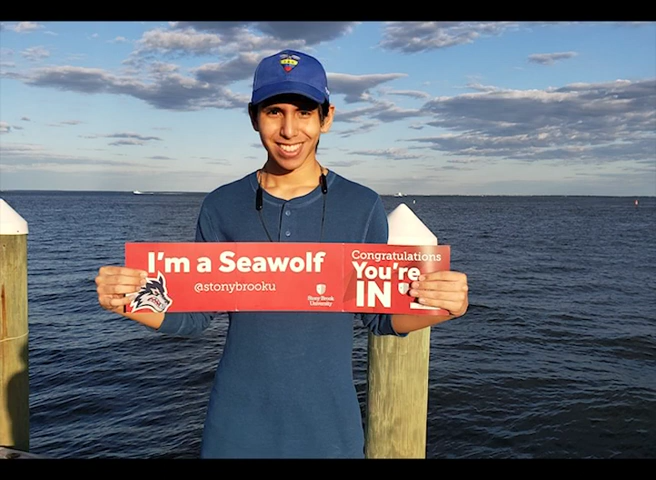 I'm a Seawolf
@stonybrooku
Stony Brook
University
Congratulations
You're
IN